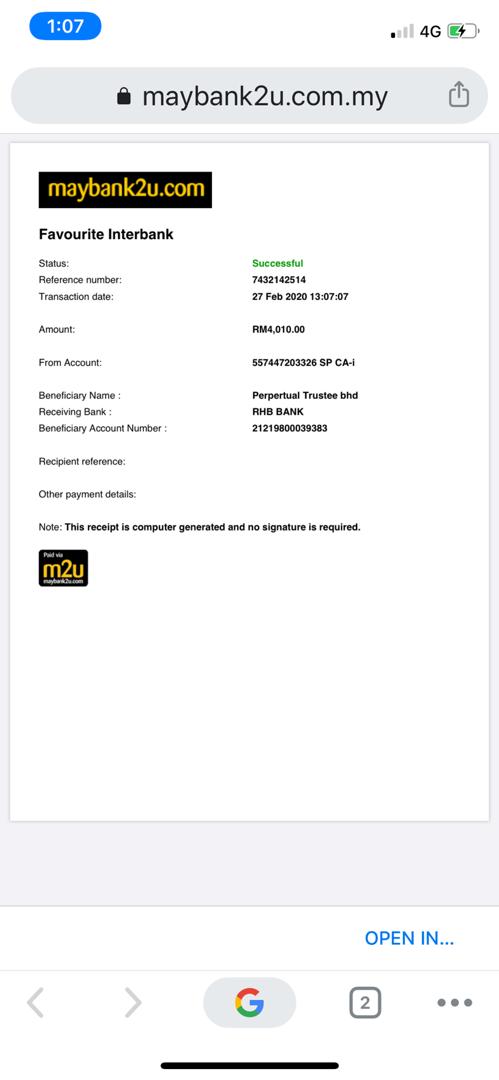 1:07
4G
maybank2u.com.my
maybank2u.com
Favourite Interbank
Status: Successful
Reference number: 7432142514
Transaction date: 27 Feb 2020 13:07:07
Amount: RM4,010.00
From Account: 557447203326 SP CA-i
Beneficiary Name : Perpertual Trustee bhd
Receiving Bank : RHB BANK
Beneficiary Account Number : 21219800039383
Recipient reference:
Other payment details:
Note: This receipt is computer generated and no signature is required.
Paid via
m2u
maybank2u.com
OPEN IN...
G
2